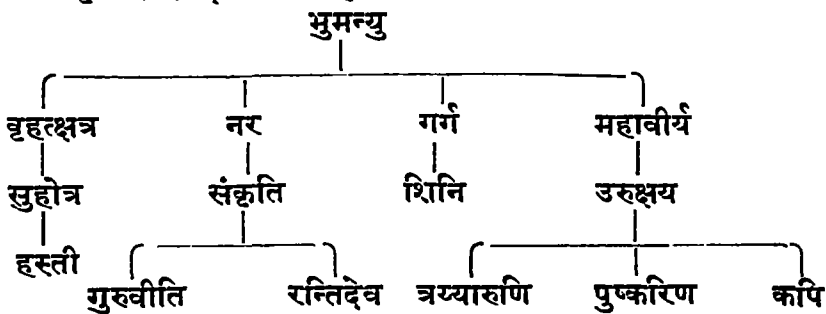 भुमन्यु
वृहत्क्षत्र नर गर्ग महावीर्य
सुहोत्र संकृति शिनि उरुक्षय
हस्ती
गुरुवीति रन्तिदेव त्रय्यारुणि पुष्करिण कपि